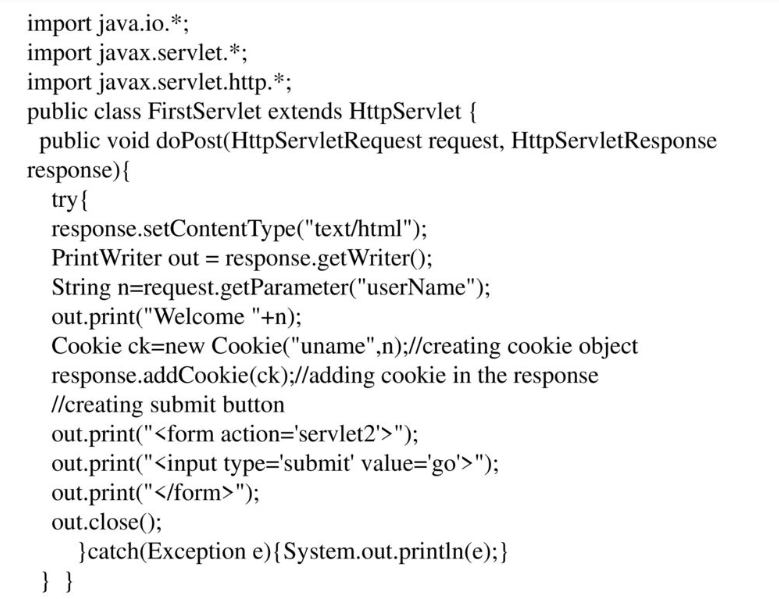 import java.io.*;
import javax.servlet.*;
import javax.servlet.http.*;
public class FirstServlet extends HttpServlet {
public void doPost(HttpServletRequest request, HttpServletResponse
response){
try{
response.setContentType("text/html");
PrintWriter out = response.getWriter();
String n=request.getParameter("userName");
out.print("Welcome "+n);
Cookie ck=new Cookie("uname",n);//creating cookie object
response.addCookie(ck);//adding cookie in the response
//creating submit button
out.print("<form action='servlet2'>");
out.print("<input type='submit' value='go'>");
out.print("</form>");
out.close();
}catch(Exception e){System.out.println(e);}
} }